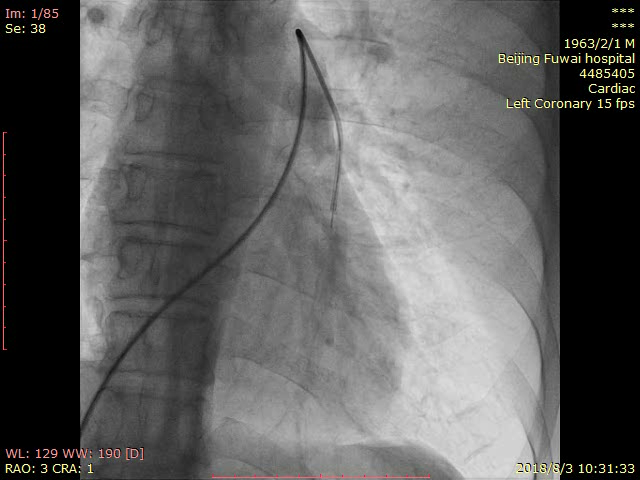 Im: 1/85
Se: 38
***
***
1963/2/1 M
Beijing Fuwai hospital
4485405
Cardiac
Left Coronary 15 fps
WL: 129 WW: 190 [D]
RAO: 3 CRA: 1
2018/8/3 10:31:33